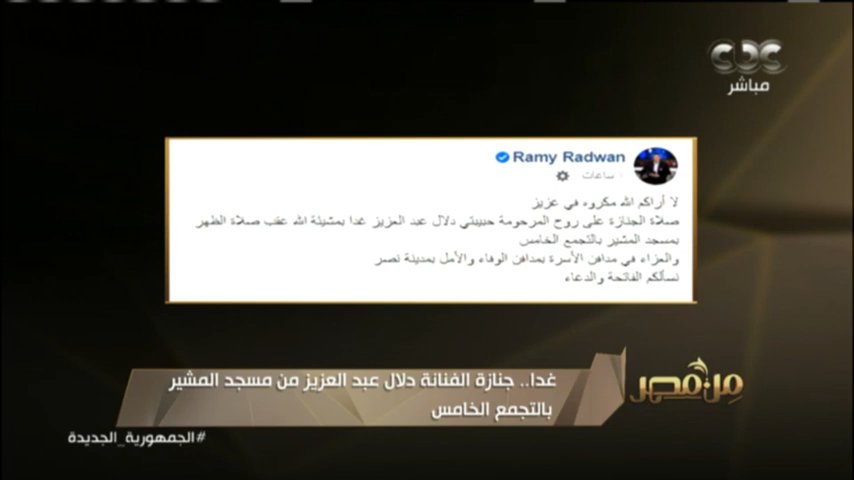 CBC
مباشر
Ramy Radwan
ساعات
لا أراكم الله مكروه في عزيز
صلاة الجنازة على روح المرحومة حبيبتي دلال عبد العزيز غدا بمشيئة الله عقب صلاة الظهر
بمسجد المشير بالتجمع الخامس
والعزاء في مدافن الأسرة بمدافن الوفاء والأمل بمدينة نصر
نسألكم الفاتحة والدعاء
غدا.. جنازة الفنانة دلال عبد العزيز من مسجد المشير
بالتجمع الخامس
من مصر
#الجمهورية_الجديدة